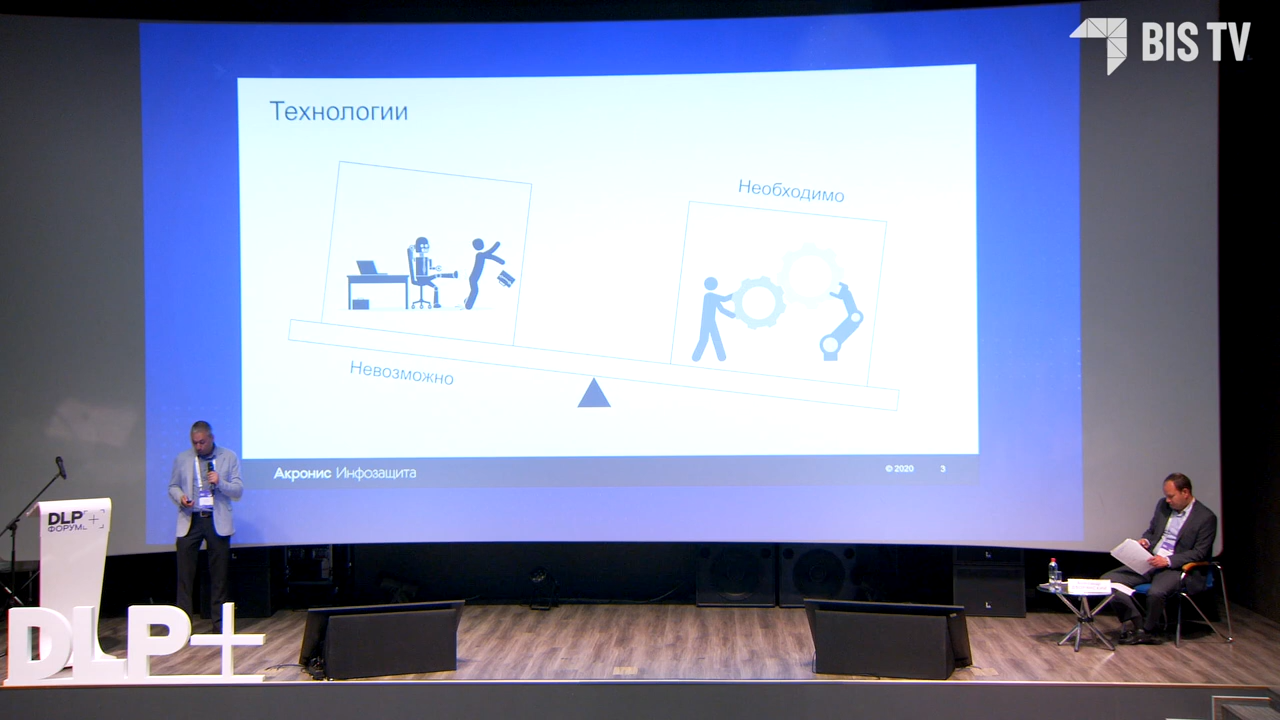 BIS TV
Технологии
Необходимо
Невозможно
Акронис Инфозащита
© 2020
3
DLP+
ФОРУМ
DLP+